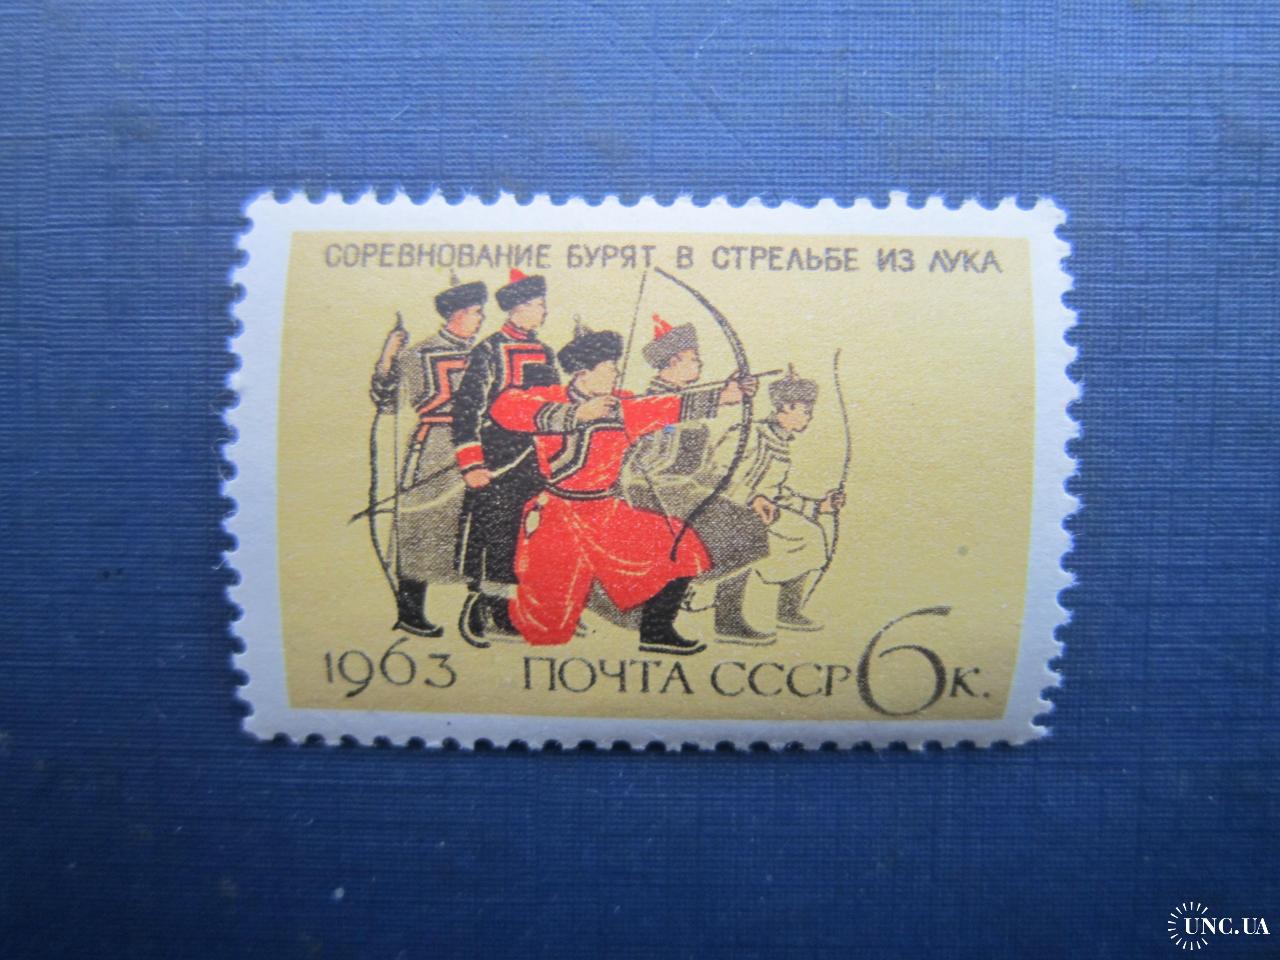 СОРЕВНОВАНИЕ БУРЯТ В СТРЕЛЬБЕ ИЗ ЛУКА
1963 ПОЧТА СССР 6 К.
UNC.UA